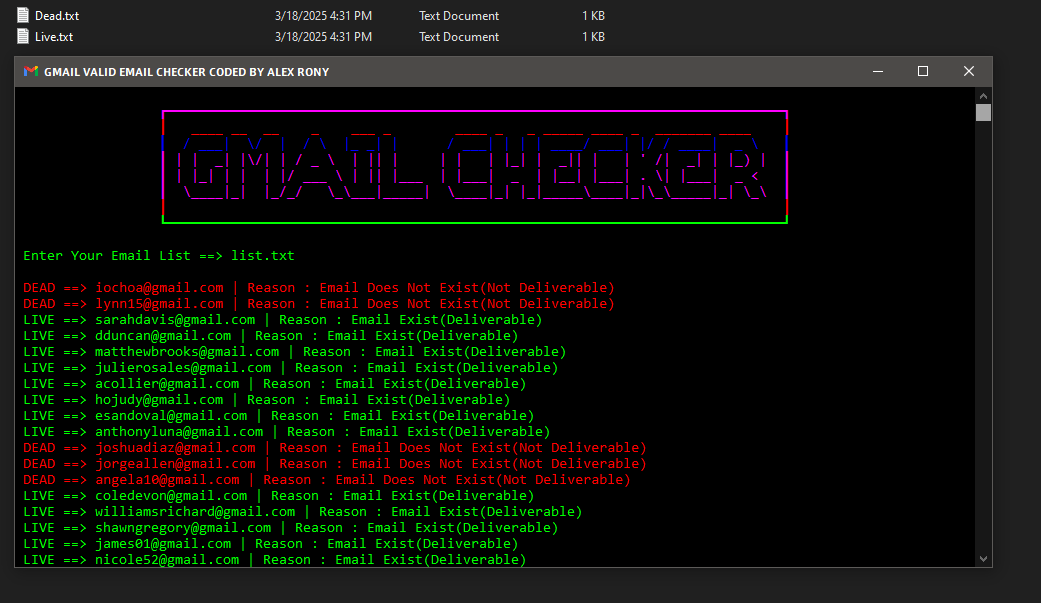 Dead.txt 3/18/2025 4:31 PM Text Document 1 KB
Live.txt 3/18/2025 4:31 PM Text Document 1 KB
GMAIL VALID EMAIL CHECKER CODED BY ALEX RONY
GMAIL CHECKER
Enter Your Email List ==> list.txt
DEAD ==> iochoa@gmail.com | Reason : Email Does Not Exist(Not Deliverable)
DEAD ==> lynn15@gmail.com | Reason : Email Does Not Exist(Not Deliverable)
LIVE ==> sarahdavis@gmail.com | Reason : Email Exist(Deliverable)
LIVE ==> dduncan@gmail.com | Reason : Email Exist(Deliverable)
LIVE ==> matthewbrooks@gmail.com | Reason : Email Exist(Deliverable)
LIVE ==> julierosales@gmail.com | Reason : Email Exist(Deliverable)
LIVE ==> acollier@gmail.com | Reason : Email Exist(Deliverable)
LIVE ==> hojudy@gmail.com | Reason : Email Exist(Deliverable)
LIVE ==> esandoval@gmail.com | Reason : Email Exist(Deliverable)
LIVE ==> anthonyluna@gmail.com | Reason : Email Exist(Deliverable)
DEAD ==> joshuadiaz@gmail.com | Reason : Email Does Not Exist(Not Deliverable)
DEAD ==> jorgeallen@gmail.com | Reason : Email Does Not Exist(Not Deliverable)
DEAD ==> angela10@gmail.com | Reason : Email Does Not Exist(Not Deliverable)
LIVE ==> coledevon@gmail.com | Reason : Email Exist(Deliverable)
LIVE ==> williamsrichard@gmail.com | Reason : Email Exist(Deliverable)
LIVE ==> shawngregory@gmail.com | Reason : Email Exist(Deliverable)
LIVE ==> james01@gmail.com | Reason : Email Exist(Deliverable)
LIVE ==> nicole52@gmail.com | Reason : Email Exist(Deliverable)